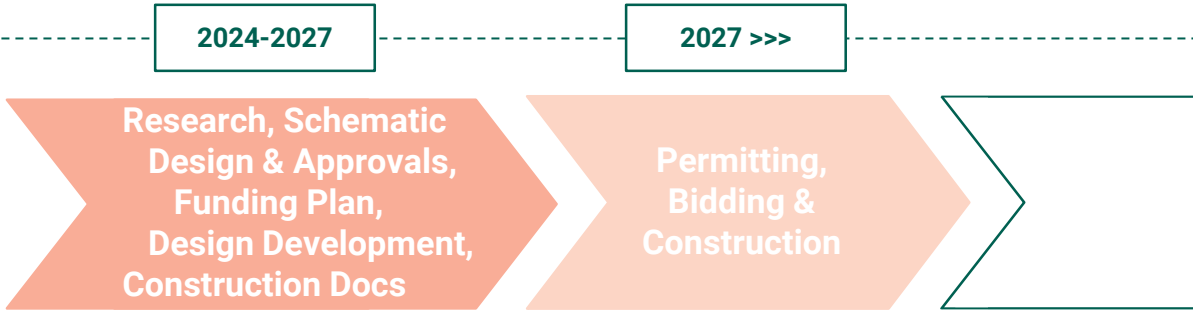 2024-2027
2027 >>>
Research, Schematic
Design & Approvals,
Funding Plan,
Design Development,
Construction Docs
Permitting,
Bidding &
Construction